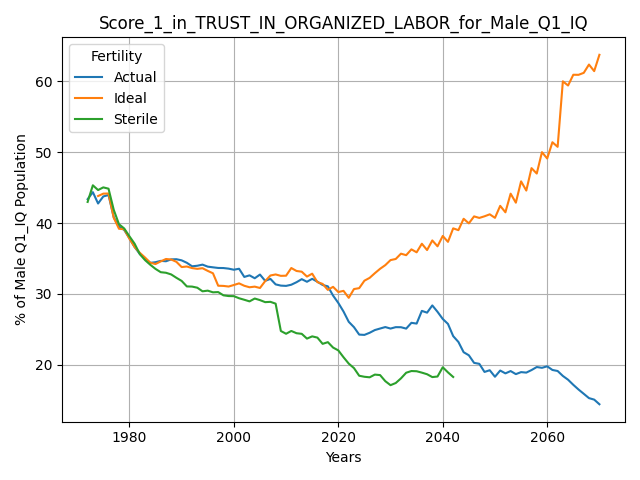 Score_1_in_TRUST_IN_ORGANIZED_LABOR_for_Male_Q1_IQ
Fertility
Actual
Ideal
Sterile
% of Male Q1_IQ Population
60
50
40
30
20
1980
2000
2020
2040
2060
Years